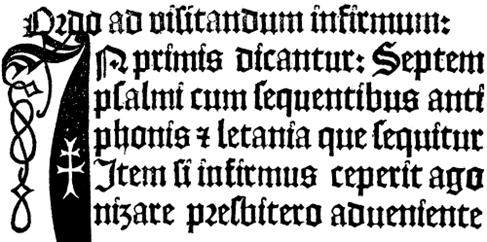 Ordo ad visitandum infirmum:
IN primis dicantur: Septem
psalmi cum sequentibus anti
phonis ⁊ letania que sequitur
Item si infirmus ceperit ago
nizare presbitero adueniente